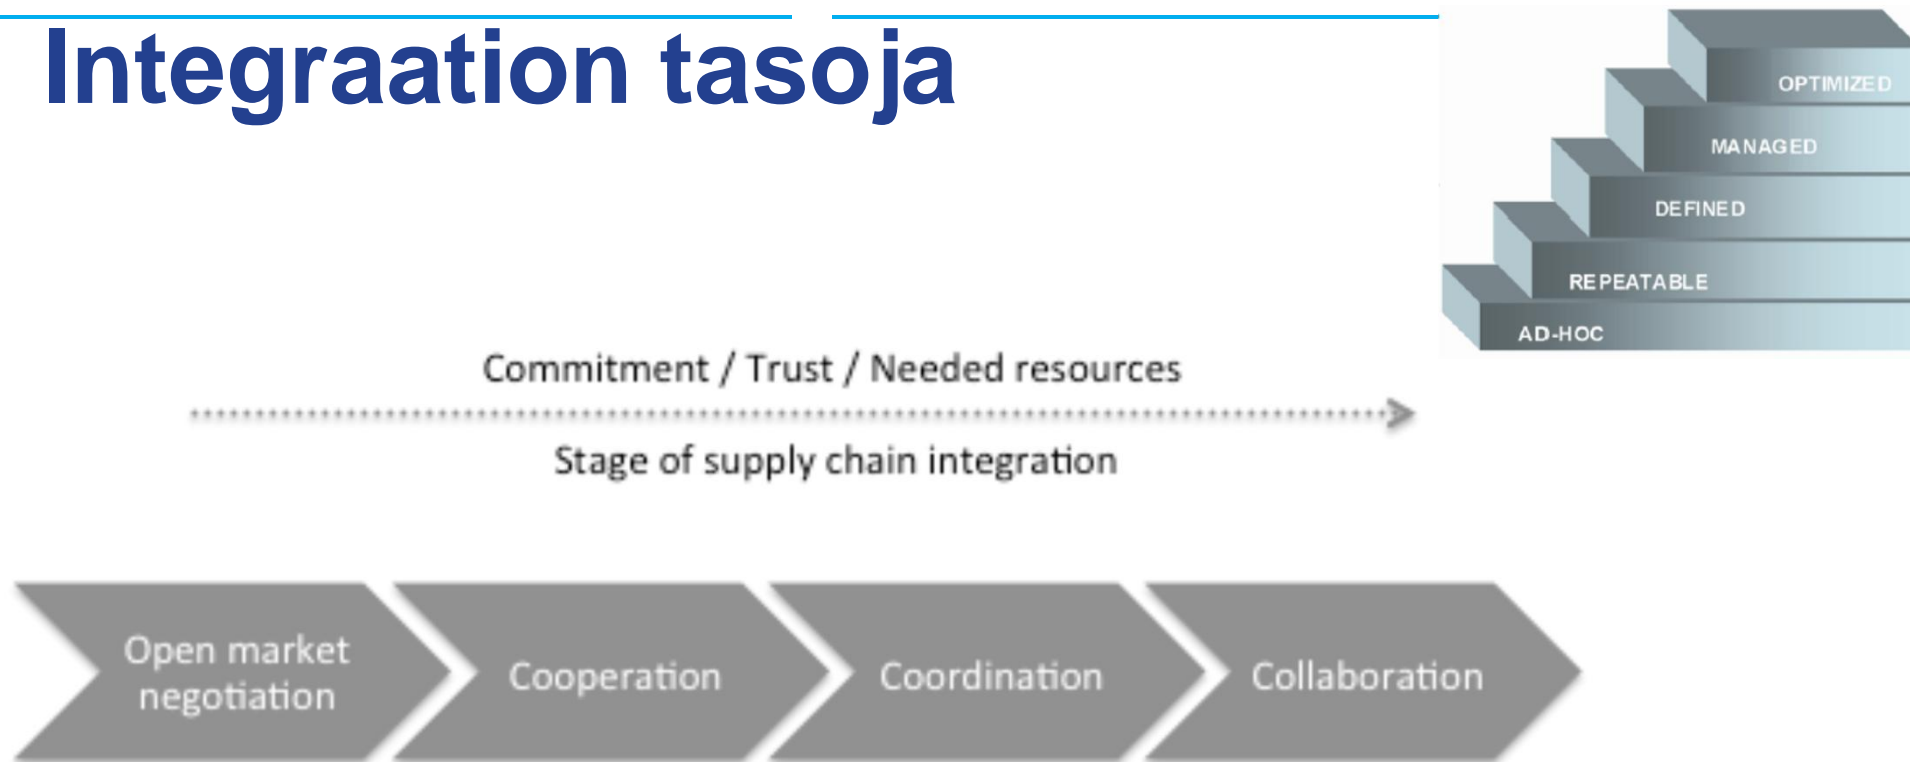 Integraation tasoja
OPTIMIZED
MANAGED
DEFINED
REPEATABLE
AD-HOC
Commitment / Trust / Needed resources
Stage of supply chain integration
Open market
negotiation
Cooperation
Coordination
Collaboration